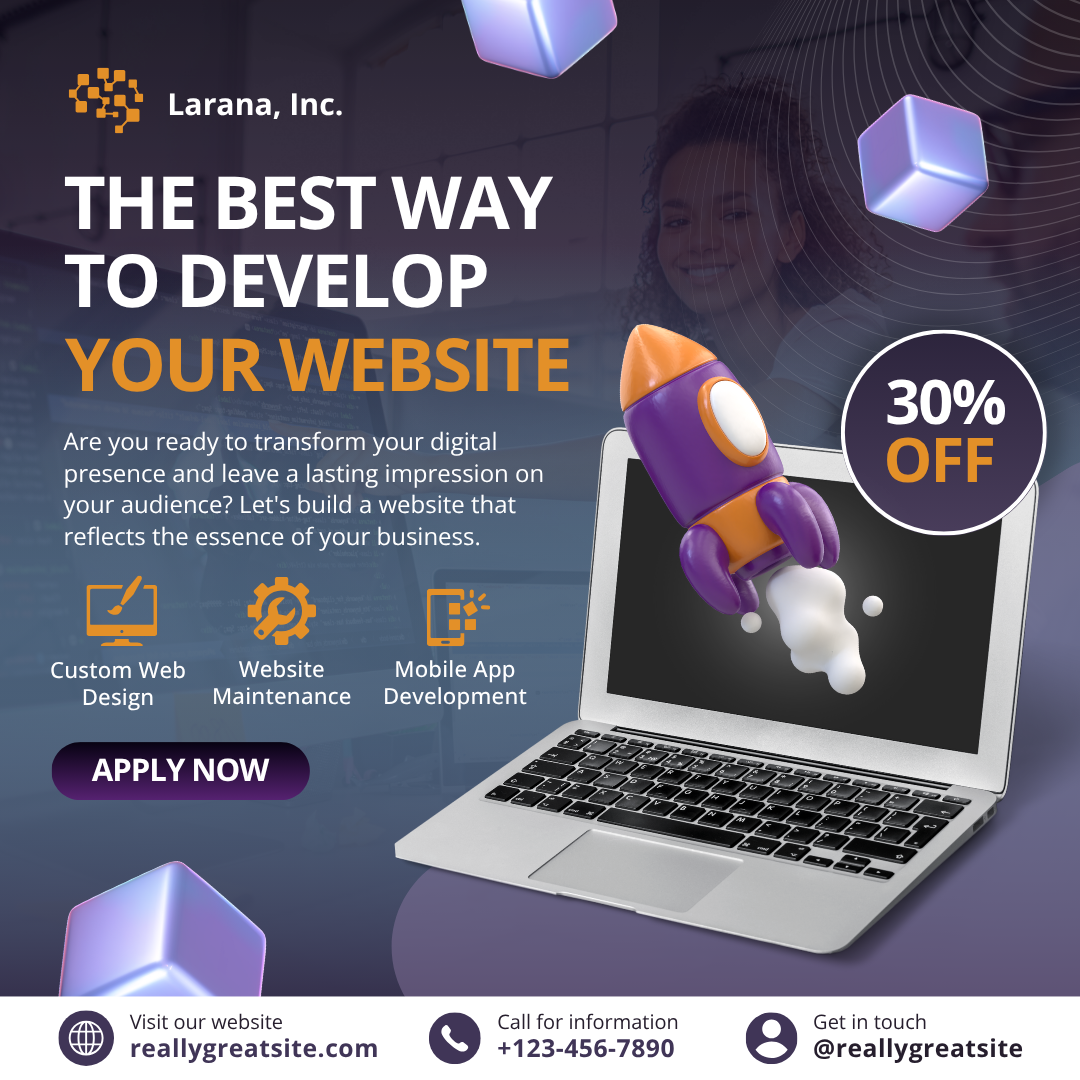 Larana, Inc.
THE BEST WAY
TO DEVELOP
YOUR WEBSITE
Are you ready to transform your digital
presence and leave a lasting impression on
your audience? Let's build a website that
reflects the essence of your business.
Custom Web
Design
Website
Maintenance
Mobile App
Development
APPLY NOW
30%
OFF
Visit our website
reallygreatsite.com
Call for information
+123-456-7890
Get in touch
@reallygreatsite